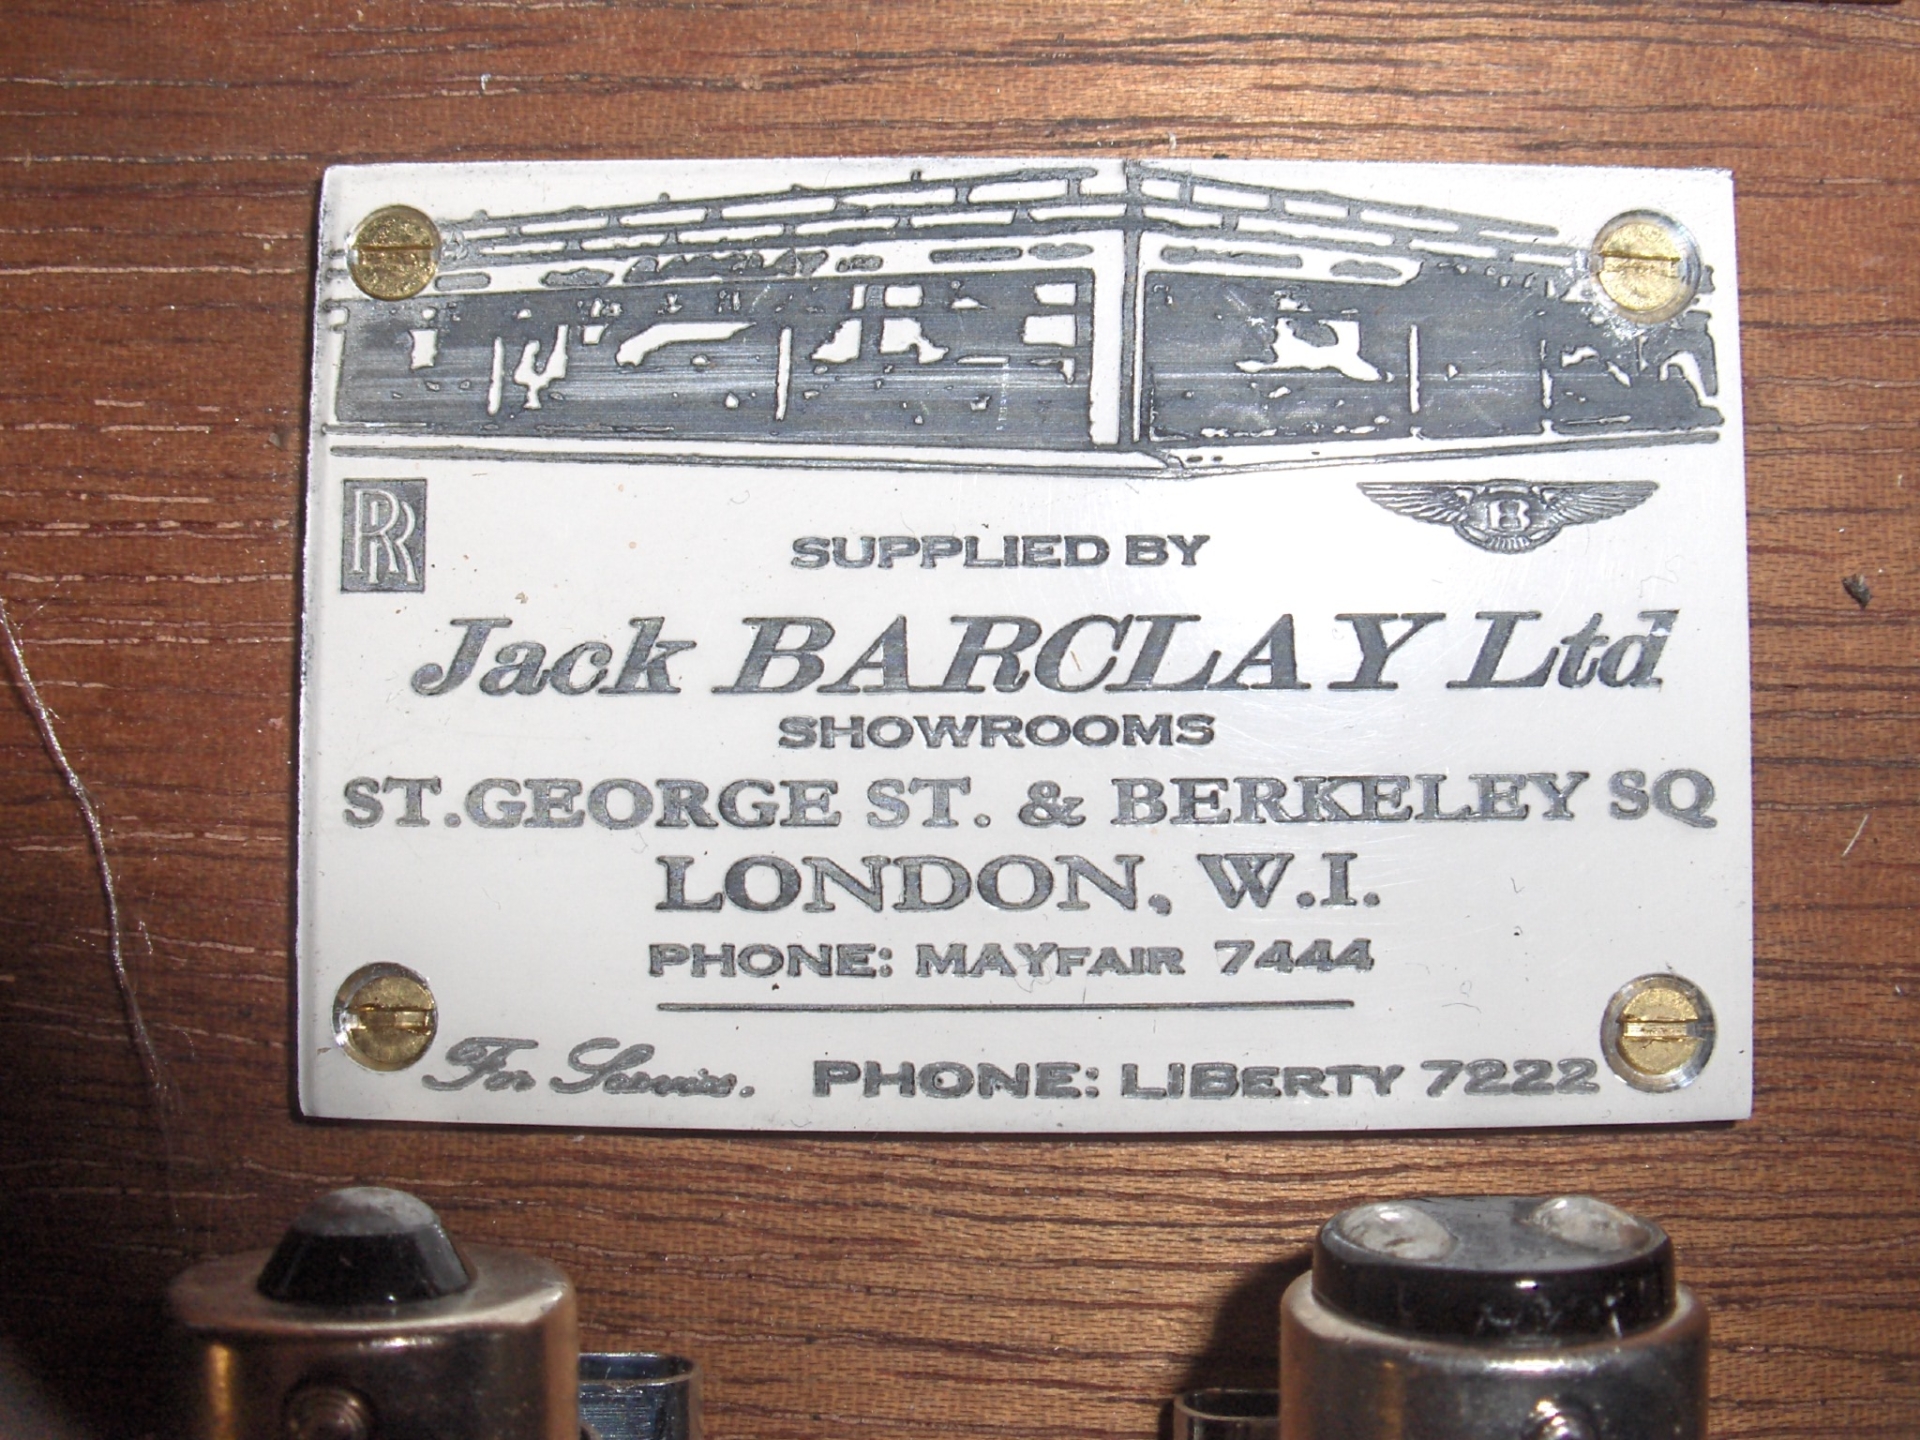 RR
B
SUPPLIED BY
Jack BARCLAY Ltd
SHOWROOMS
ST.GEORGE ST. & BERKELEY SQ
LONDON, W.I.
PHONE: MAYFAIR 7444
For Service. PHONE: LIBERTY 7222